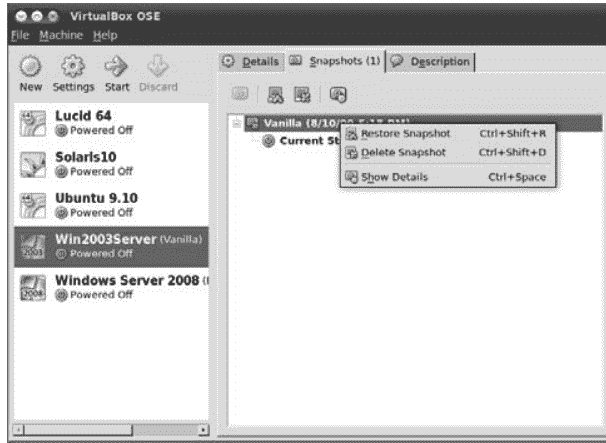 VirtualBox OSE
File Machine Help
New Settings Start Discard
Details Snapshots (1) Description
Lucid 64
Powered Off
Solaris10
Powered Off
Ubuntu 9.10
Powered Off
2003
Win2003Server (Vanilla)
Powered Off
2008
Windows Server 2008
Powered Off
Vanilla
Current
Restore Snapshot Ctrl+Shift+R
Delete Snapshot Ctrl+Shift+D
Show Details Ctrl+Space